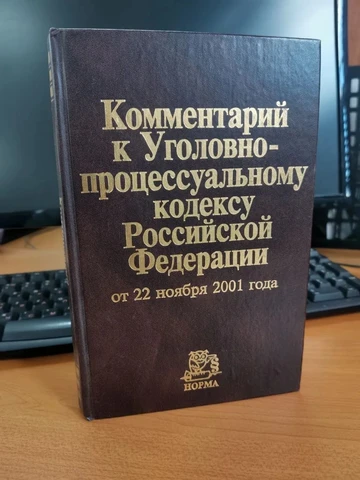 Комментарий
к Уголовно-
процессуальному
кодексу
Российской
Федерации
от 22 ноября 2001 года
НОРМА